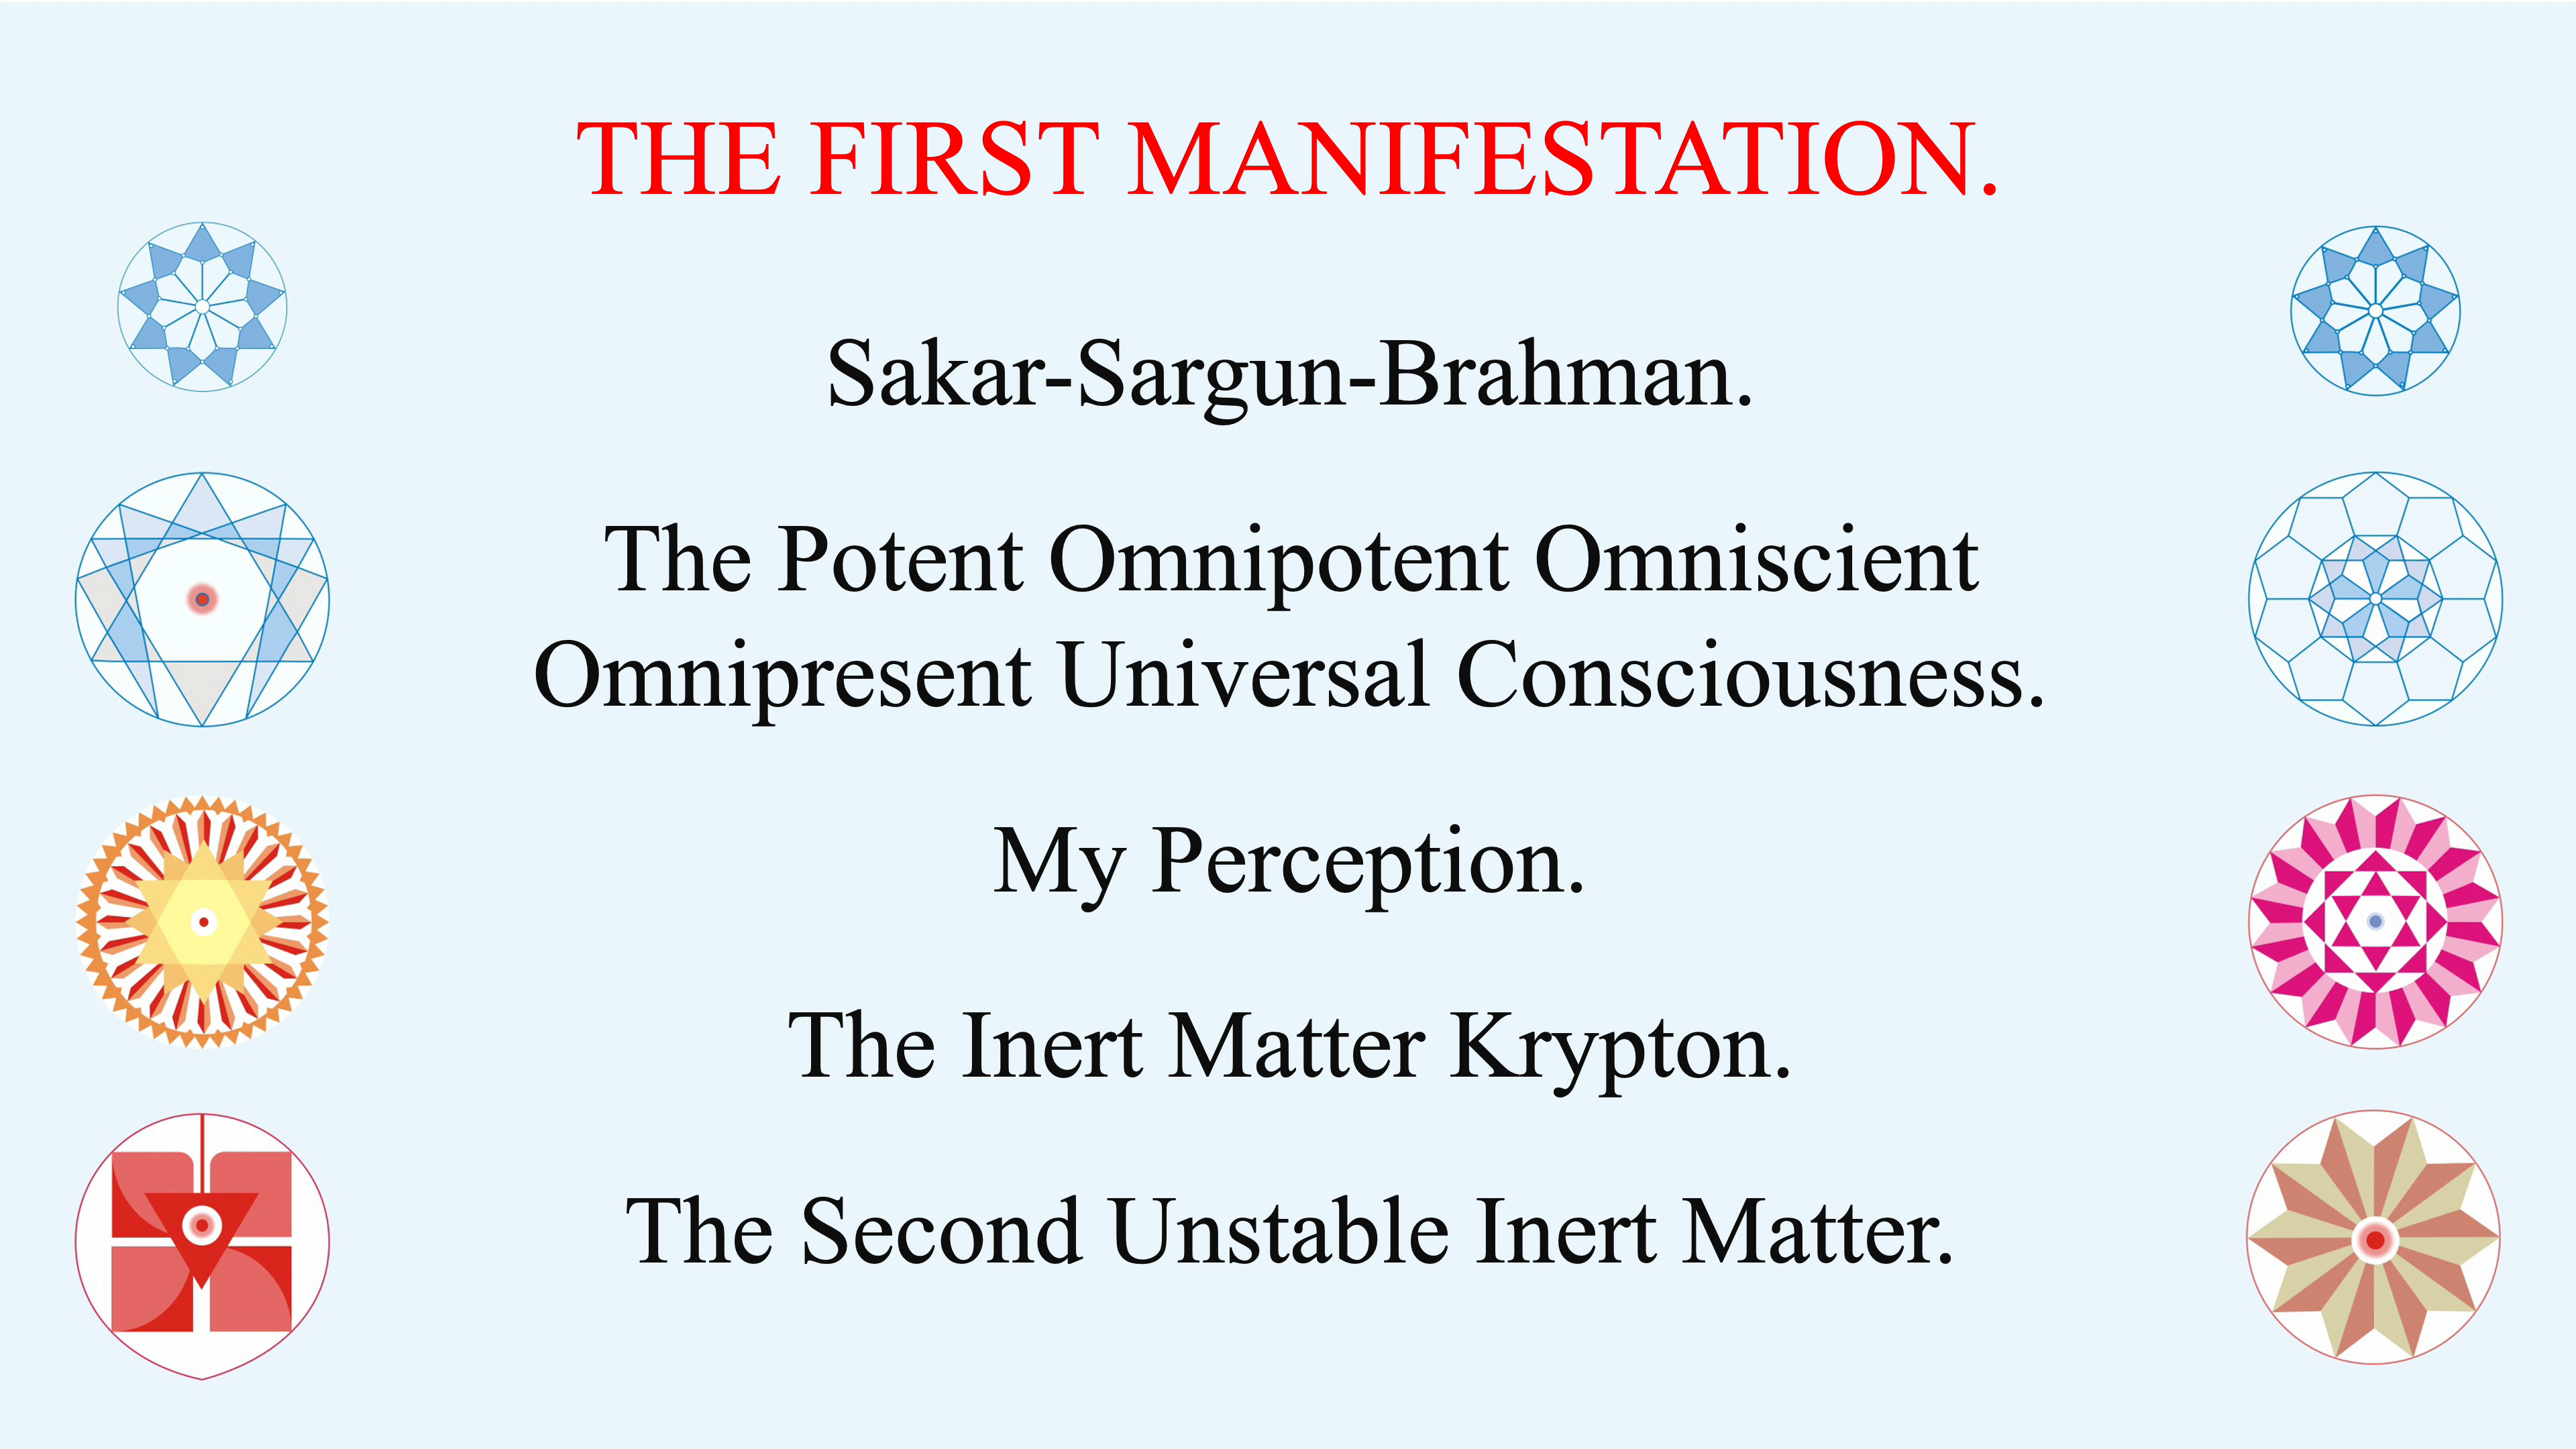 THE FIRST MANIFESTATION.
Sakar-Sargun-Brahman.
The Potent Omnipotent Omniscient
Omnipresent Universal Consciousness.
My Perception.
The Inert Matter Krypton.
The Second Unstable Inert Matter.